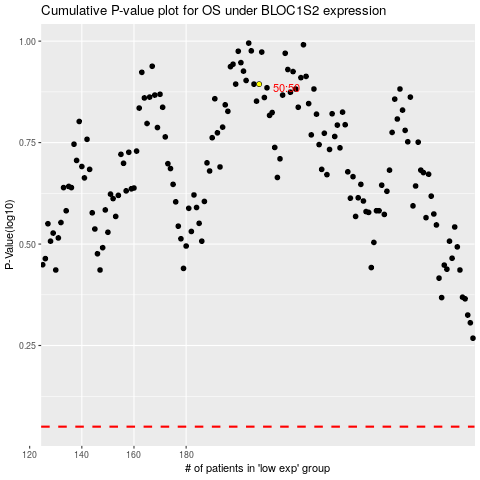 Cumulative P-value plot for OS under BLOC1S2 expression
1.00
50:50
0.75
0.50
0.25
P-Value(log10)
120 140 160 180
# of patients in 'low exp' group